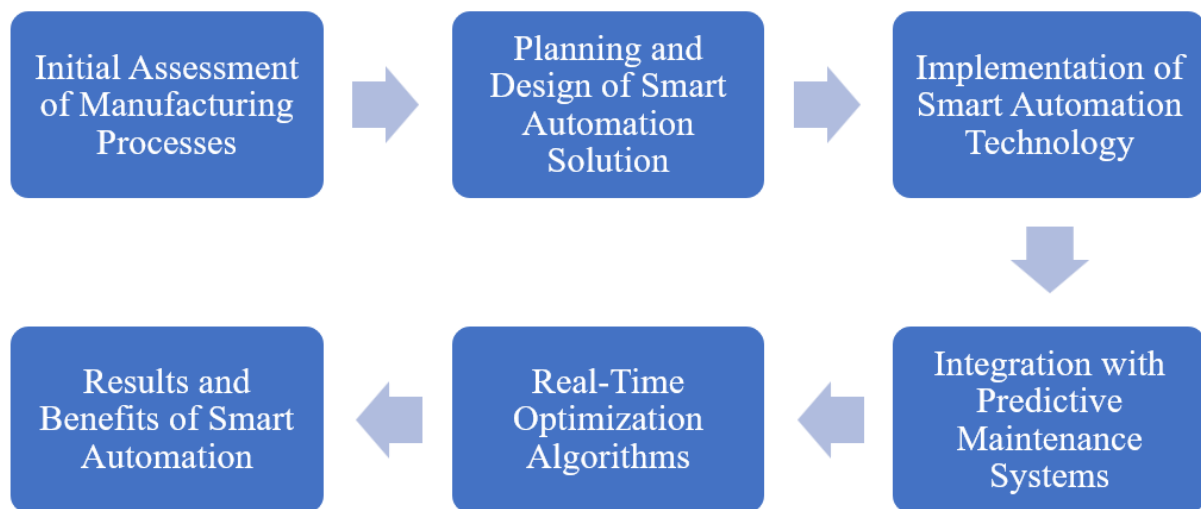 Initial Assessment
of Manufacturing
Processes
Planning and
Design of Smart
Automation
Solution
Implementation of
Smart Automation
Technology
Integration with
Predictive
Maintenance
Systems
Real-Time
Optimization
Algorithms
Results and
Benefits of Smart
Automation